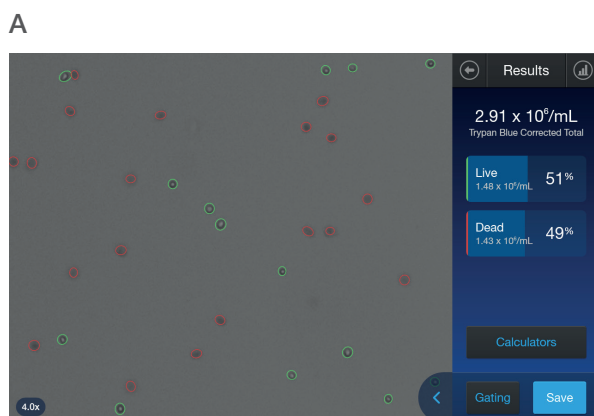 A
Results
2.91 x 10⁶/mL
Trypan Blue Corrected Total
Live
1.48 x 10⁶/mL
51%
Dead
1.43 x 10⁶/mL
49%
Calculators
4.0x
Gating
Save